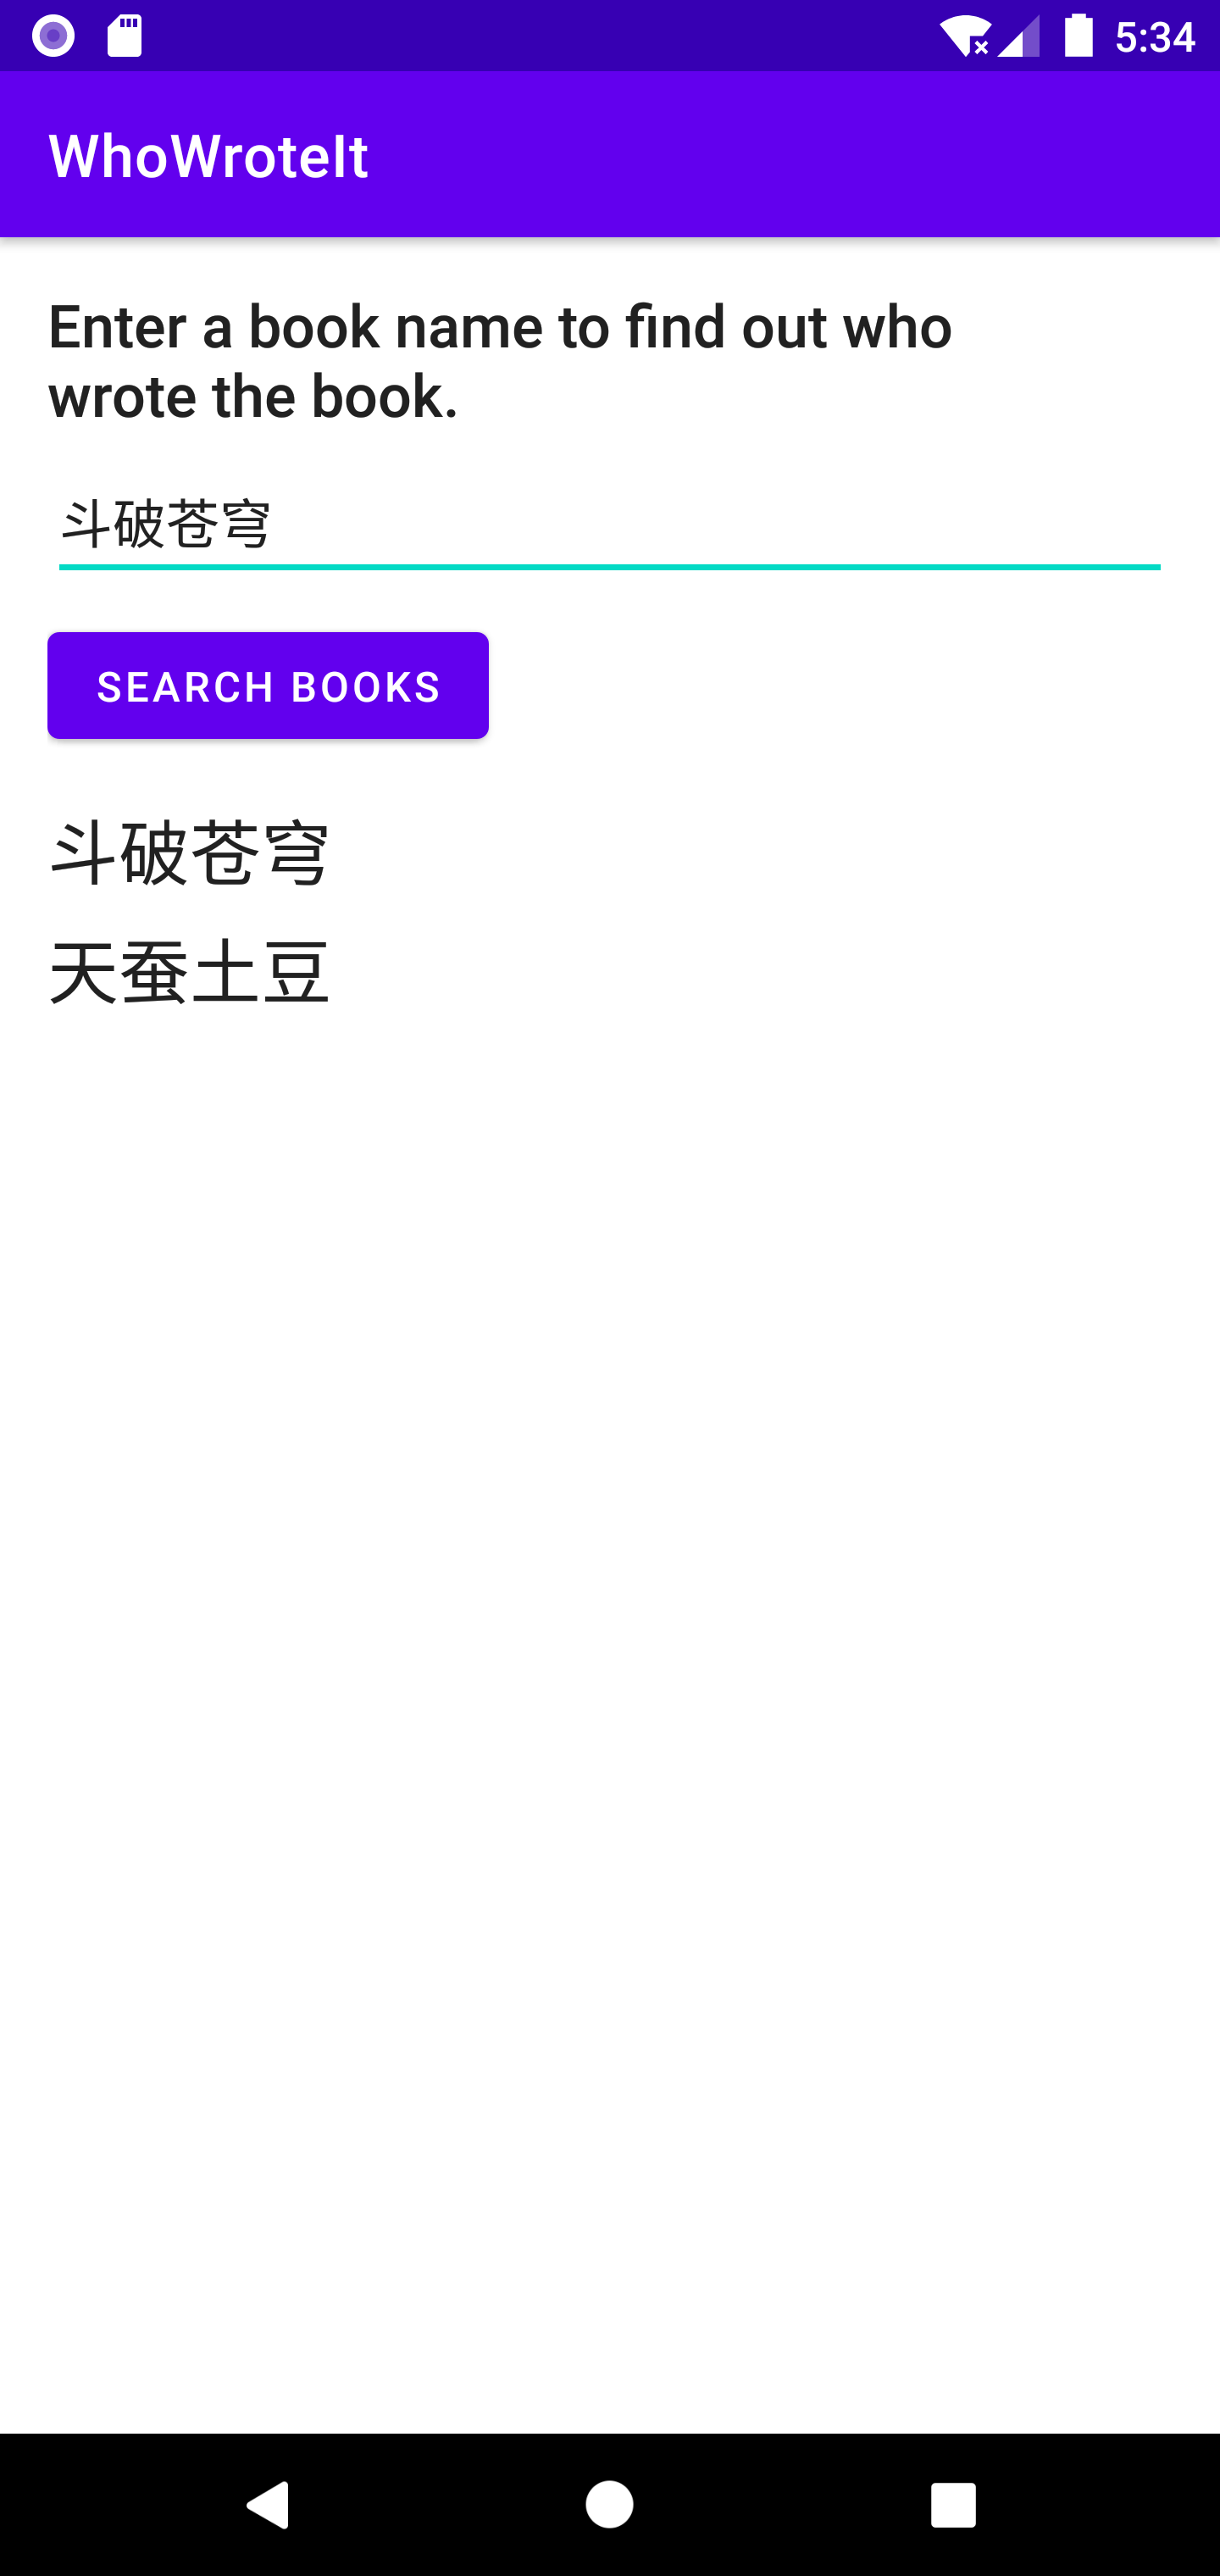 5:34
WhoWroteIt
Enter a book name to find out who
wrote the book.
斗破苍穹
SEARCH BOOKS
斗破苍穹
天蚕土豆